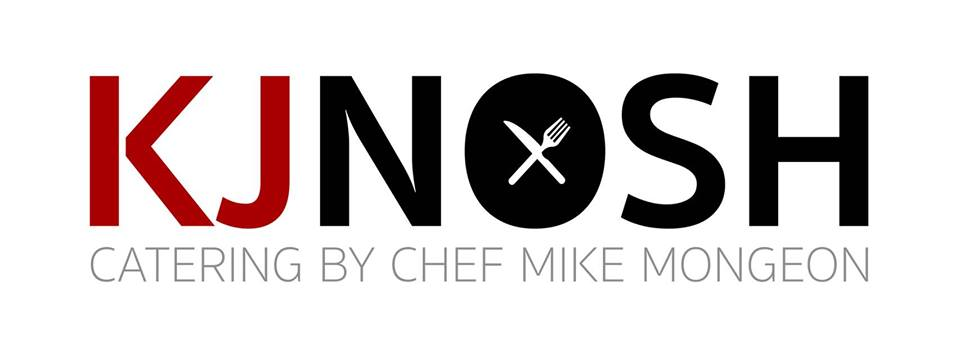 KJNOSH
CATERING BY CHEF MIKE MONGEON